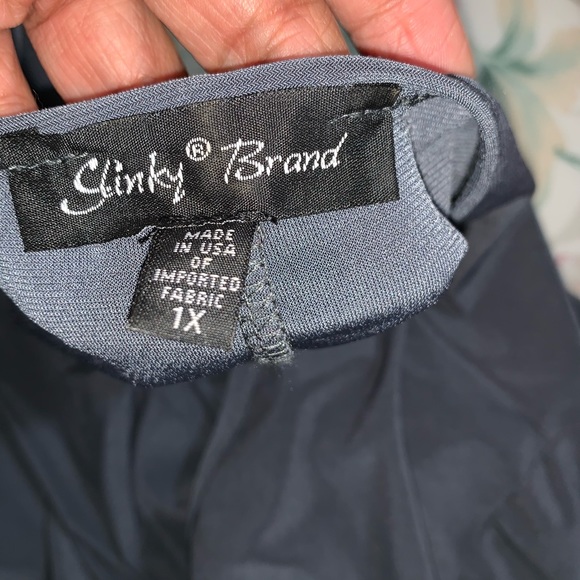 Slinky® Brand
MADE
IN USA
OF
IMPORTED
FABRIC
1X